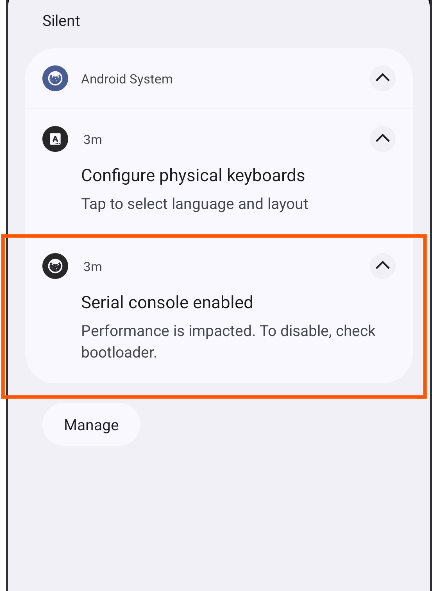 Silent
Android System
3m
Configure physical keyboards
Tap to select language and layout
3m
Serial console enabled
Performance is impacted. To disable, check
bootloader.
Manage